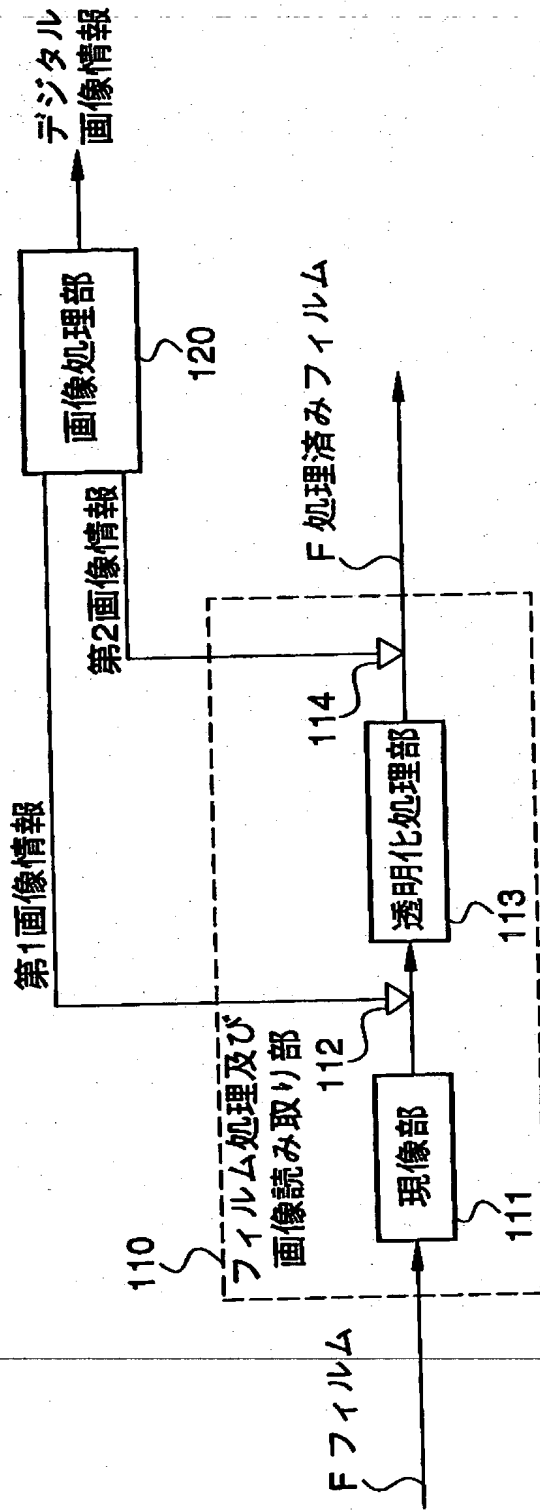 デジタル
画像情報
画像処理部
120
第1画像情報
第2画像情報
110
フィルム処理及び
画像読み取り部
F フィルム
現像部
111
112
透明化処理部
113
114
F 処理済みフィルム